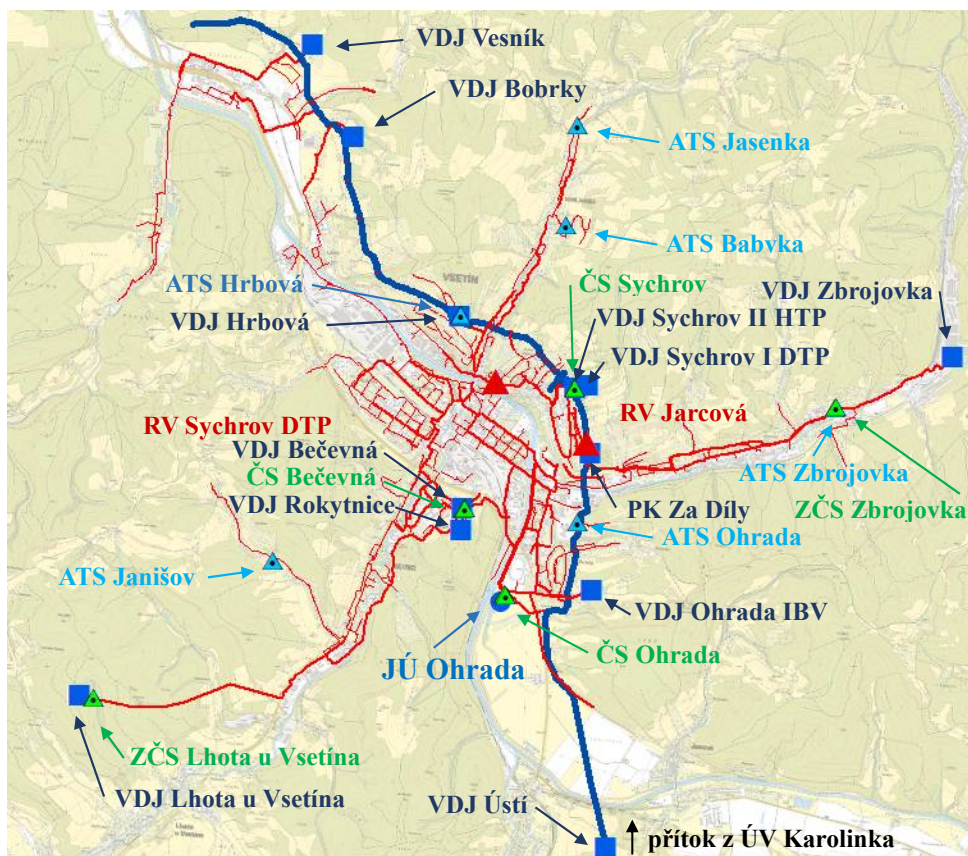 VDJ Vesník
VDJ Bobrky
ATS Jasenka
ATS Babvka
ATS Hrbová
ČS Sychrov
VDJ Zbrojovka
VSETÍN
VDJ Hrbová
VDJ Sychrov II HTP
VDJ Sychrov I DTP
RV Sychrov DTP
RV Jarcová
VDJ Bečevná
ATS Zbrojovka
ČS Bečevná
VDJ Rokytnice
PK Za Díly
ZČS Zbrojovka
ATS Ohrada
ATS Janišov
VDJ Ohrada IBV
JÚ Ohrada
ČS Ohrada
ZČS Lhota u Vsetína
VDJ Lhota u Vsetína
VDJ Ústí
přítok z ÚV Karolinka
Lhota
u Vsetína